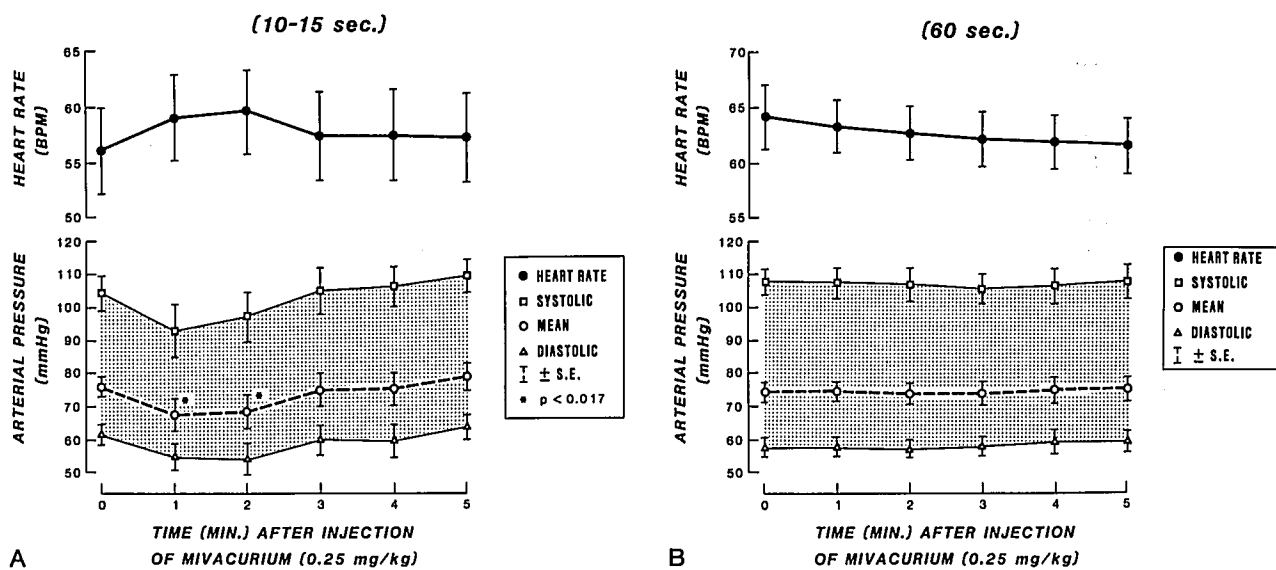 (10-15 sec.)
HEART RATE
(BPM)
65
60
55
50
ARTERIAL PRESSURE
(mmHg)
120
110
100
90
80
70
60
50
*
*
0 1 2 3 4 5
TIME (MIN.) AFTER INJECTION
OF MIVACURIUM (0.25 mg/kg)
A
HEART RATE
SYSTOLIC
MEAN
DIASTOLIC
± S.E.
* p < 0.017
(60 sec.)
HEART RATE
(BPM)
70
65
60
55
ARTERIAL PRESSURE
(mmHg)
120
110
100
90
80
70
60
50
0 1 2 3 4 5
TIME (MIN.) AFTER INJECTION
OF MIVACURIUM (0.25 mg/kg)
B
HEART RATE
SYSTOLIC
MEAN
DIASTOLIC
± S.E.